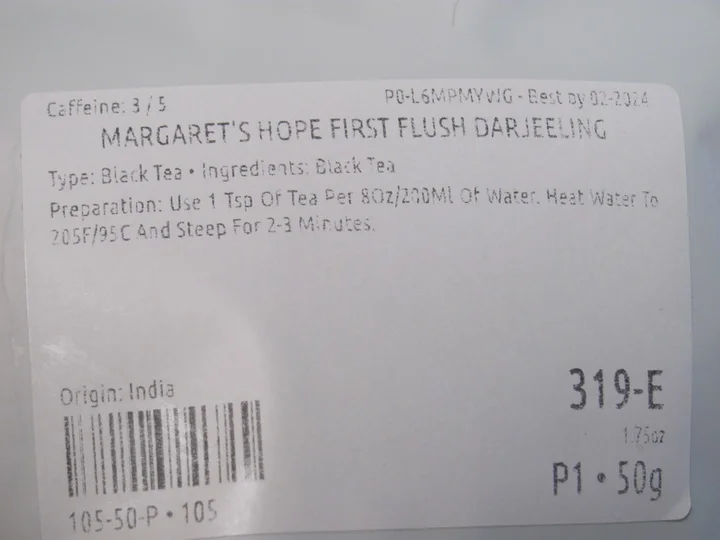 Caffeine: 3 / 5
P0-L6MPMYWG - Best by 02-2024
MARGARET'S HOPE FIRST FLUSH DARJEELING
Type: Black Tea • Ingredients: Black Tea
Preparation: Use 1 Tsp Of Tea Per 8Oz/200Ml Of Water. Heat Water To
205F/95C And Steep For 2-3 Minutes.
Origin: India
319-E
1.75oz
P1 • 50g
105-50-P • 105